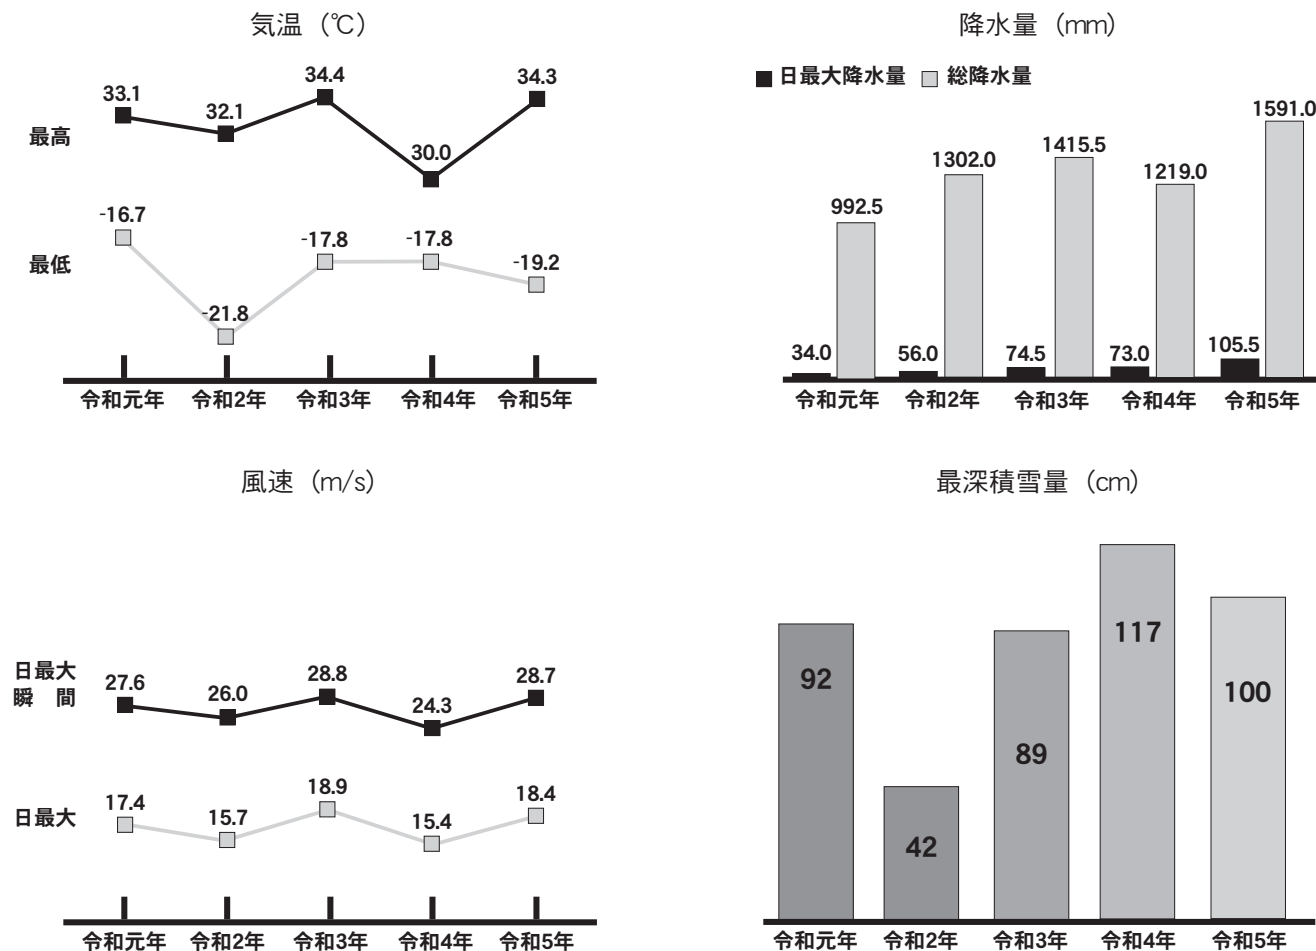 気温（℃）
33.1
32.1
34.4
30.0
34.3
最高
-16.7
-21.8
-17.8
-17.8
-19.2
最低
令和元年 令和2年 令和3年 令和4年 令和5年
降水量（mm）
日最大降水量 総降水量
34.0
992.5
56.0
1302.0
74.5
1415.5
73.0
1219.0
105.5
1591.0
令和元年 令和2年 令和3年 令和4年 令和5年
風速（m/s）
日最大
瞬 間
27.6
26.0
28.8
24.3
28.7
日最大
17.4
15.7
18.9
15.4
18.4
令和元年 令和2年 令和3年 令和4年 令和5年
最深積雪量（cm）
92
42
89
117
100
令和元年 令和2年 令和3年 令和4年 令和5年